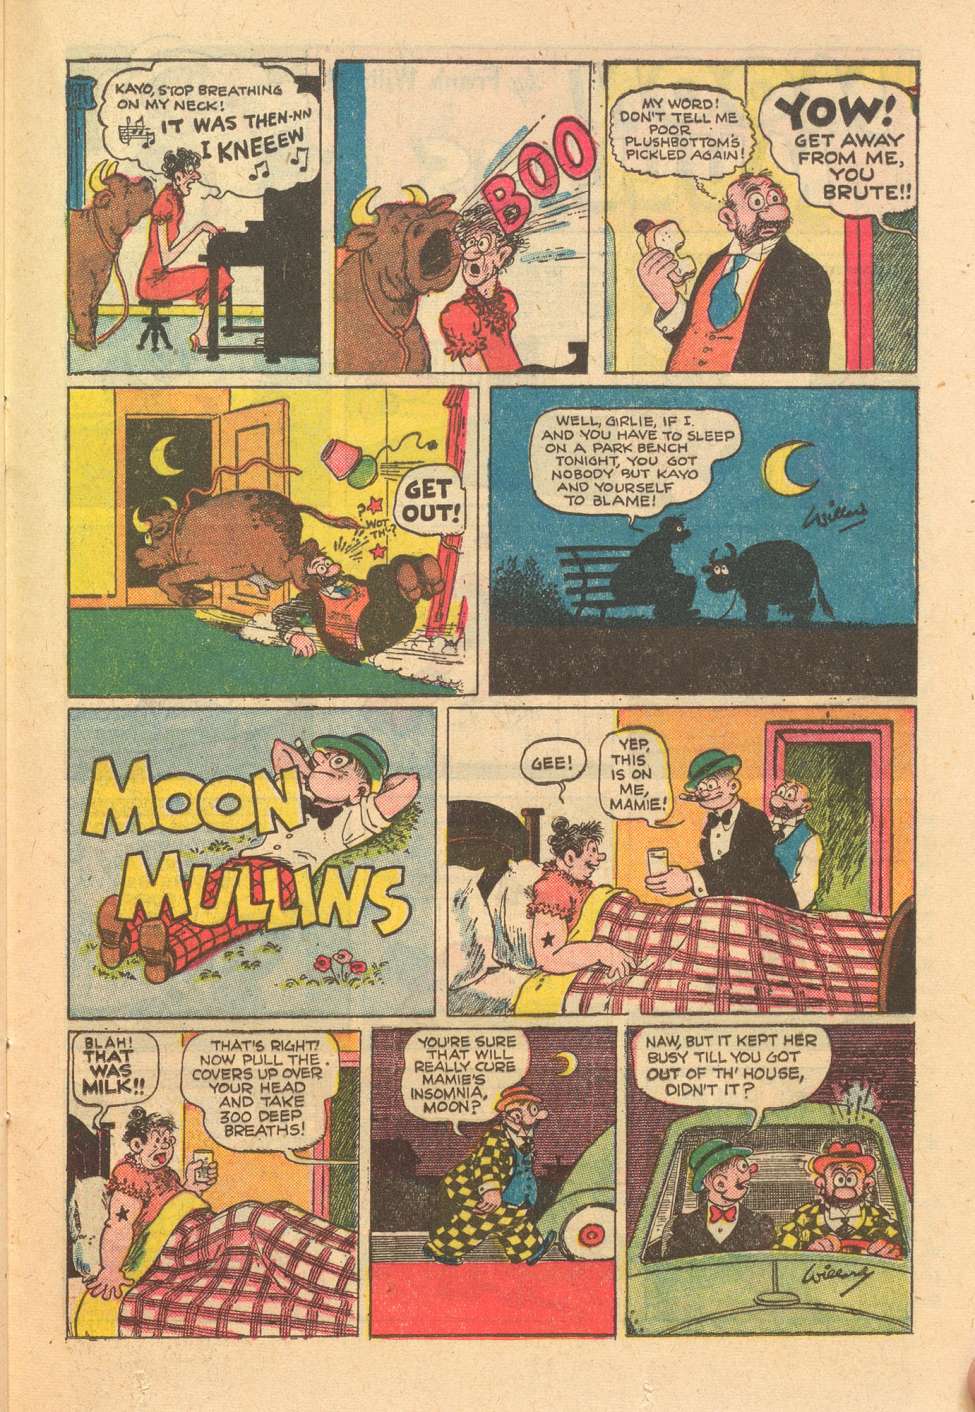 KAYO, STOP BREATHING
ON MY NECK!
IT WAS THEN-NN
I KNEEEW
BOO
MY WORD!
DON'T TELL ME
POOR
PLUSHBOTTOM'S
PICKLED AGAIN!
YOW!
GET AWAY
FROM ME,
YOU
BRUTE!!
?
WOT
TH'-?
GET
OUT!
WELL, GIRLIE, IF I
AND YOU HAVE TO SLEEP
ON A PARK BENCH
TONIGHT, YOU GOT
NOBODY BUT KAYO
AND YOURSELF
TO BLAME!
Willard
MOON
MULLINS
GEE!
YEP,
THIS
IS ON
ME,
MAMIE!
BLAH!
THAT
WAS
MILK!!
THAT'S RIGHT!
NOW PULL THE
COVERS UP OVER
YOUR HEAD
AND TAKE
300 DEEP
BREATHS!
YOU'RE SURE
THAT WILL
REALLY CURE
MAMIE'S
INSOMNIA,
MOON?
NAW, BUT IT KEPT HER
BUSY TILL YOU GOT
OUT OF TH' HOUSE,
DIDN'T IT?
Willard